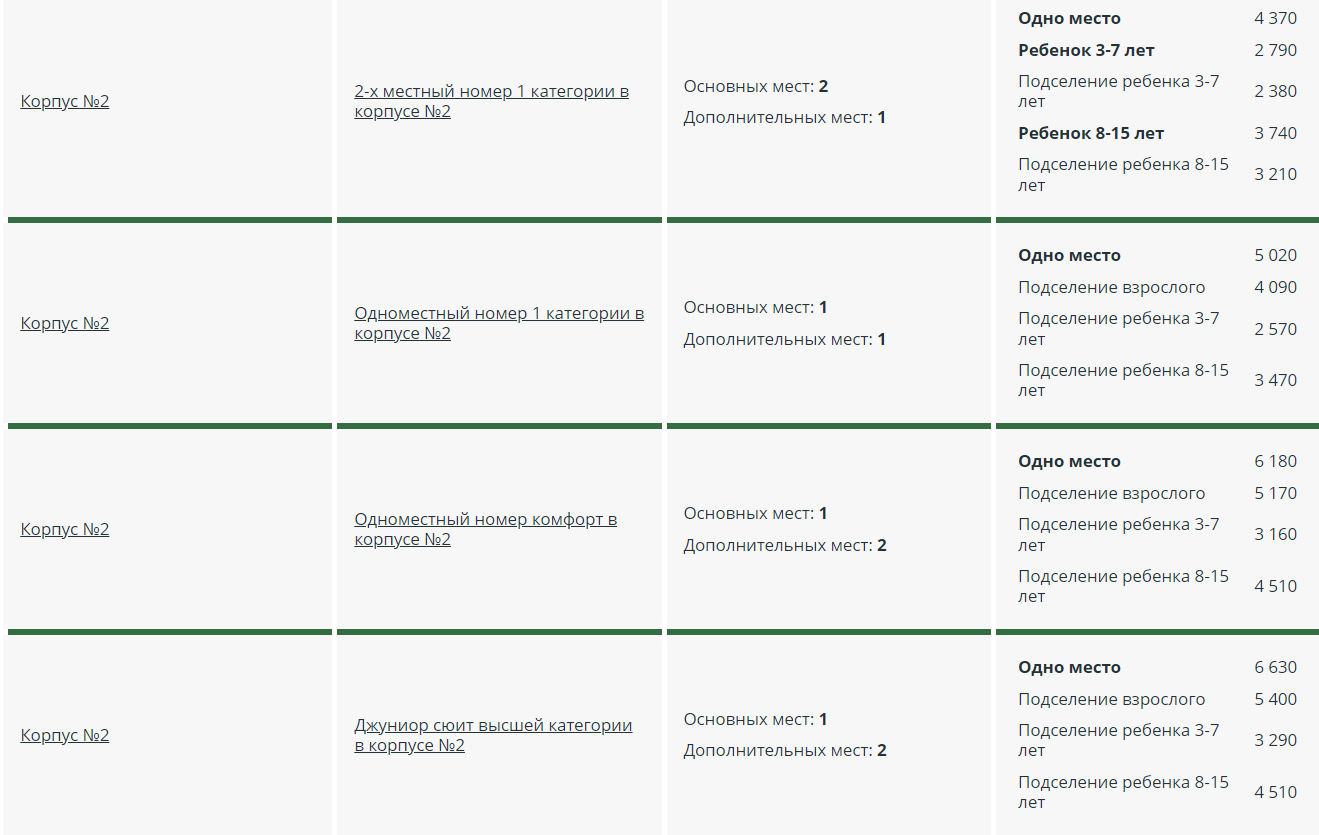 Корпус №2
2-х местный номер 1 категории в
корпусе №2
Основных мест: 2
Дополнительных мест: 1
Одно место 4 370
Ребенок 3-7 лет 2 790
Подселение ребенка 3-7
лет 2 380
Ребенок 8-15 лет 3 740
Подселение ребенка 8-15
лет 3 210
Корпус №2
Одноместный номер 1 категории в
корпусе №2
Основных мест: 1
Дополнительных мест: 1
Одно место 5 020
Подселение взрослого 4 090
Подселение ребенка 3-7
лет 2 570
Подселение ребенка 8-15
лет 3 470
Корпус №2
Одноместный номер комфорт в
корпусе №2
Основных мест: 1
Дополнительных мест: 2
Одно место 6 180
Подселение взрослого 5 170
Подселение ребенка 3-7
лет 3 160
Подселение ребенка 8-15
лет 4 510
Корпус №2
Джуниор сюит высшей категории
в корпусе №2
Основных мест: 1
Дополнительных мест: 2
Одно место 6 630
Подселение взрослого 5 400
Подселение ребенка 3-7
лет 3 290
Подселение ребенка 8-15
лет 4 510